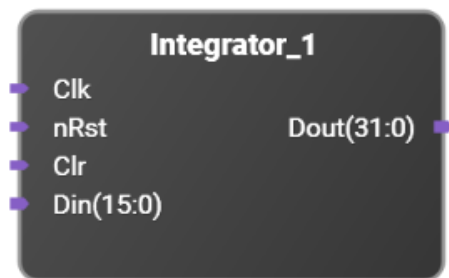 Integrator_1
Clk
nRst
Dout(31:0)
Clr
Din(15:0)